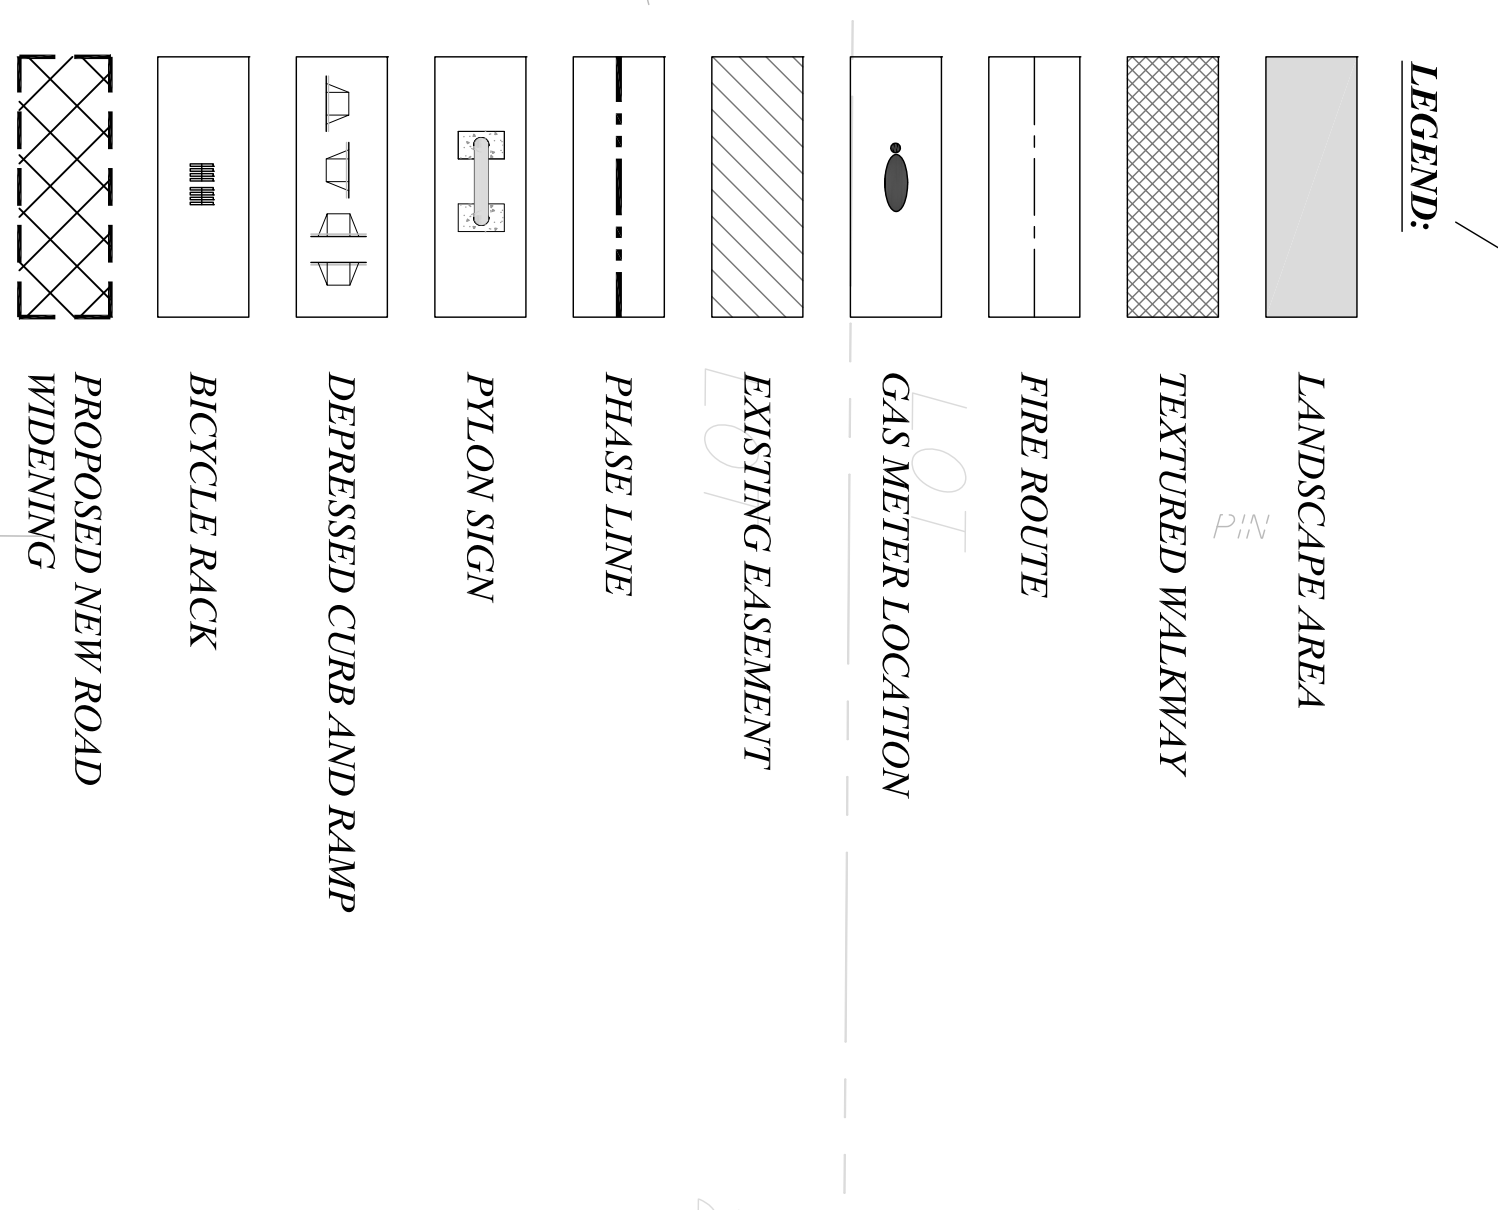 LEGEND:
LANDSCAPE AREA
TEXTURED WALKWAY
FIRE ROUTE
GAS METER LOCATION
EXISTING EASEMENT
PHASE LINE
PYLON SIGN
DEPRESSED CURB AND RAMP
BICYCLE RACK
PROPOSED NEW ROAD
WIDENING
PIN
LOT
LOT